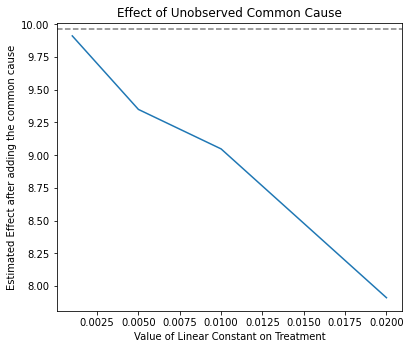 Effect of Unobserved Common Cause
Estimated Effect after adding the common cause
10.00
9.75
9.50
9.25
9.00
8.75
8.50
8.25
8.00
0.0025 0.0050 0.0075 0.0100 0.0125 0.0150 0.0175 0.0200
Value of Linear Constant on Treatment